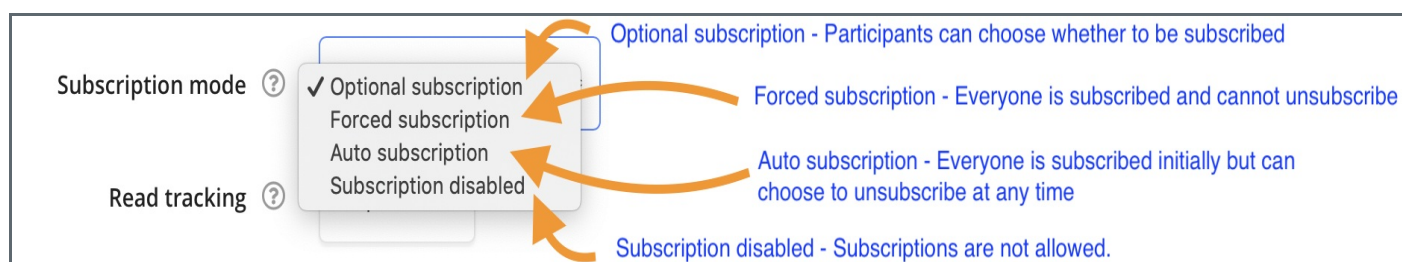 Optional subscription - Participants can choose whether to be subscribed
Subscription mode
✓ Optional subscription
Forced subscription
Auto subscription
Subscription disabled
Forced subscription - Everyone is subscribed and cannot unsubscribe
Auto subscription - Everyone is subscribed initially but can
choose to unsubscribe at any time
Read tracking
Subscription disabled - Subscriptions are not allowed.